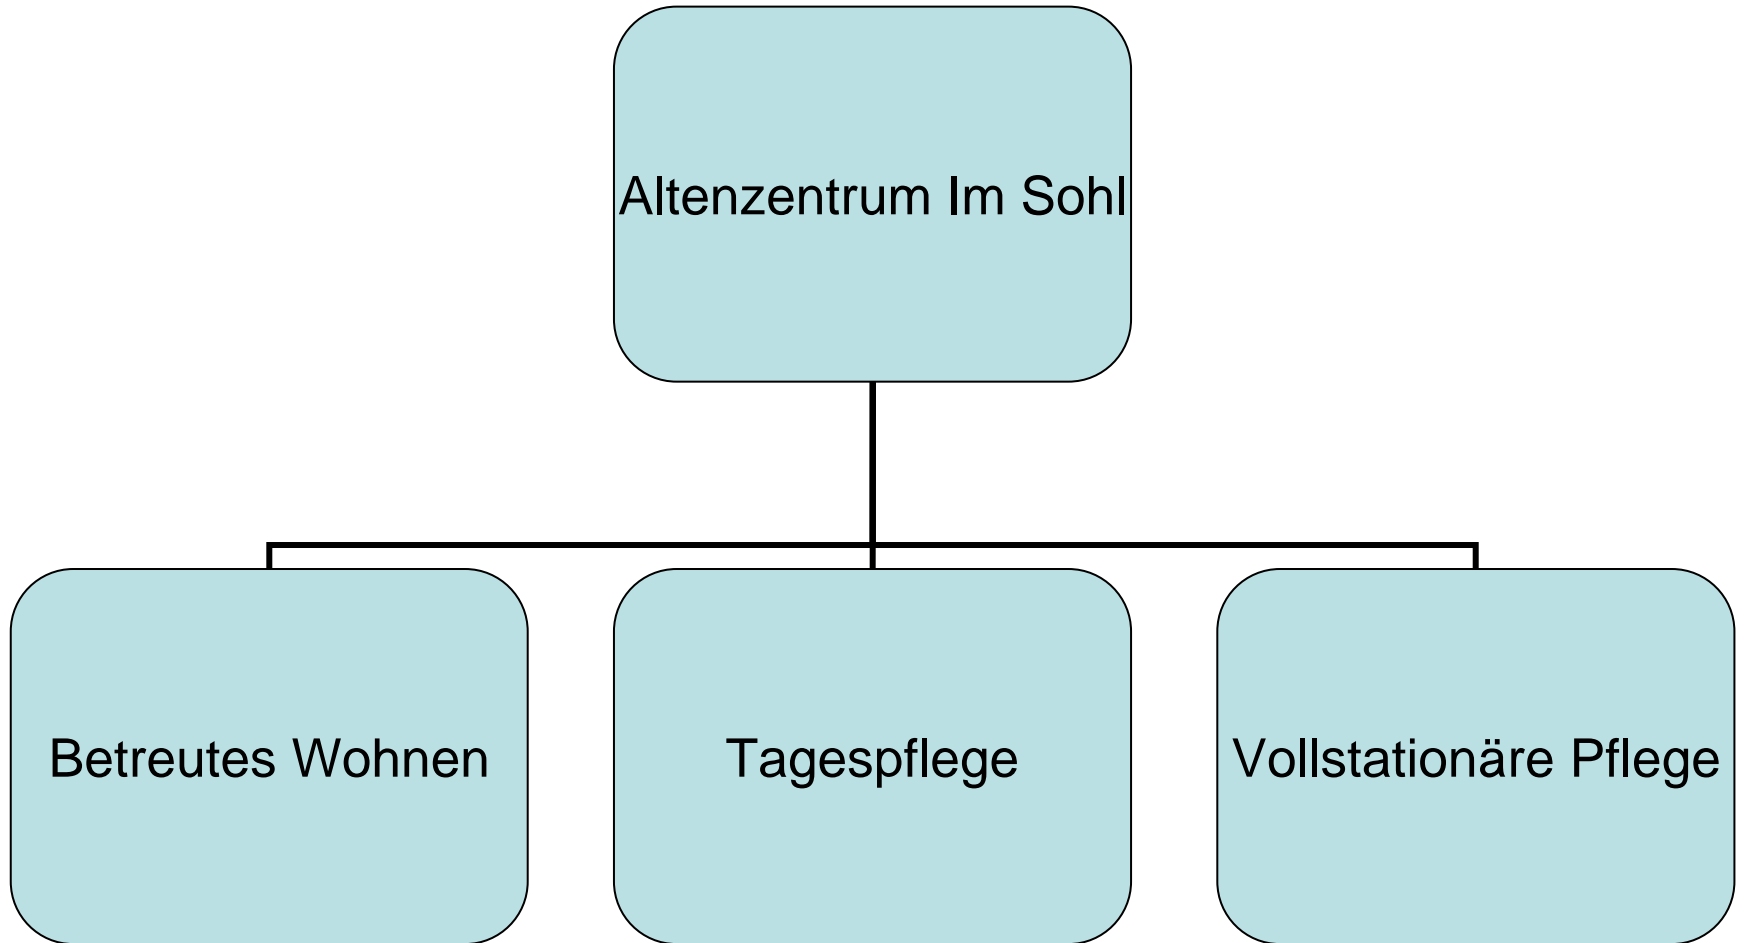 Altenzentrum Im Sohl
Betreutes Wohnen
Tagespflege
Vollstationäre Pflege